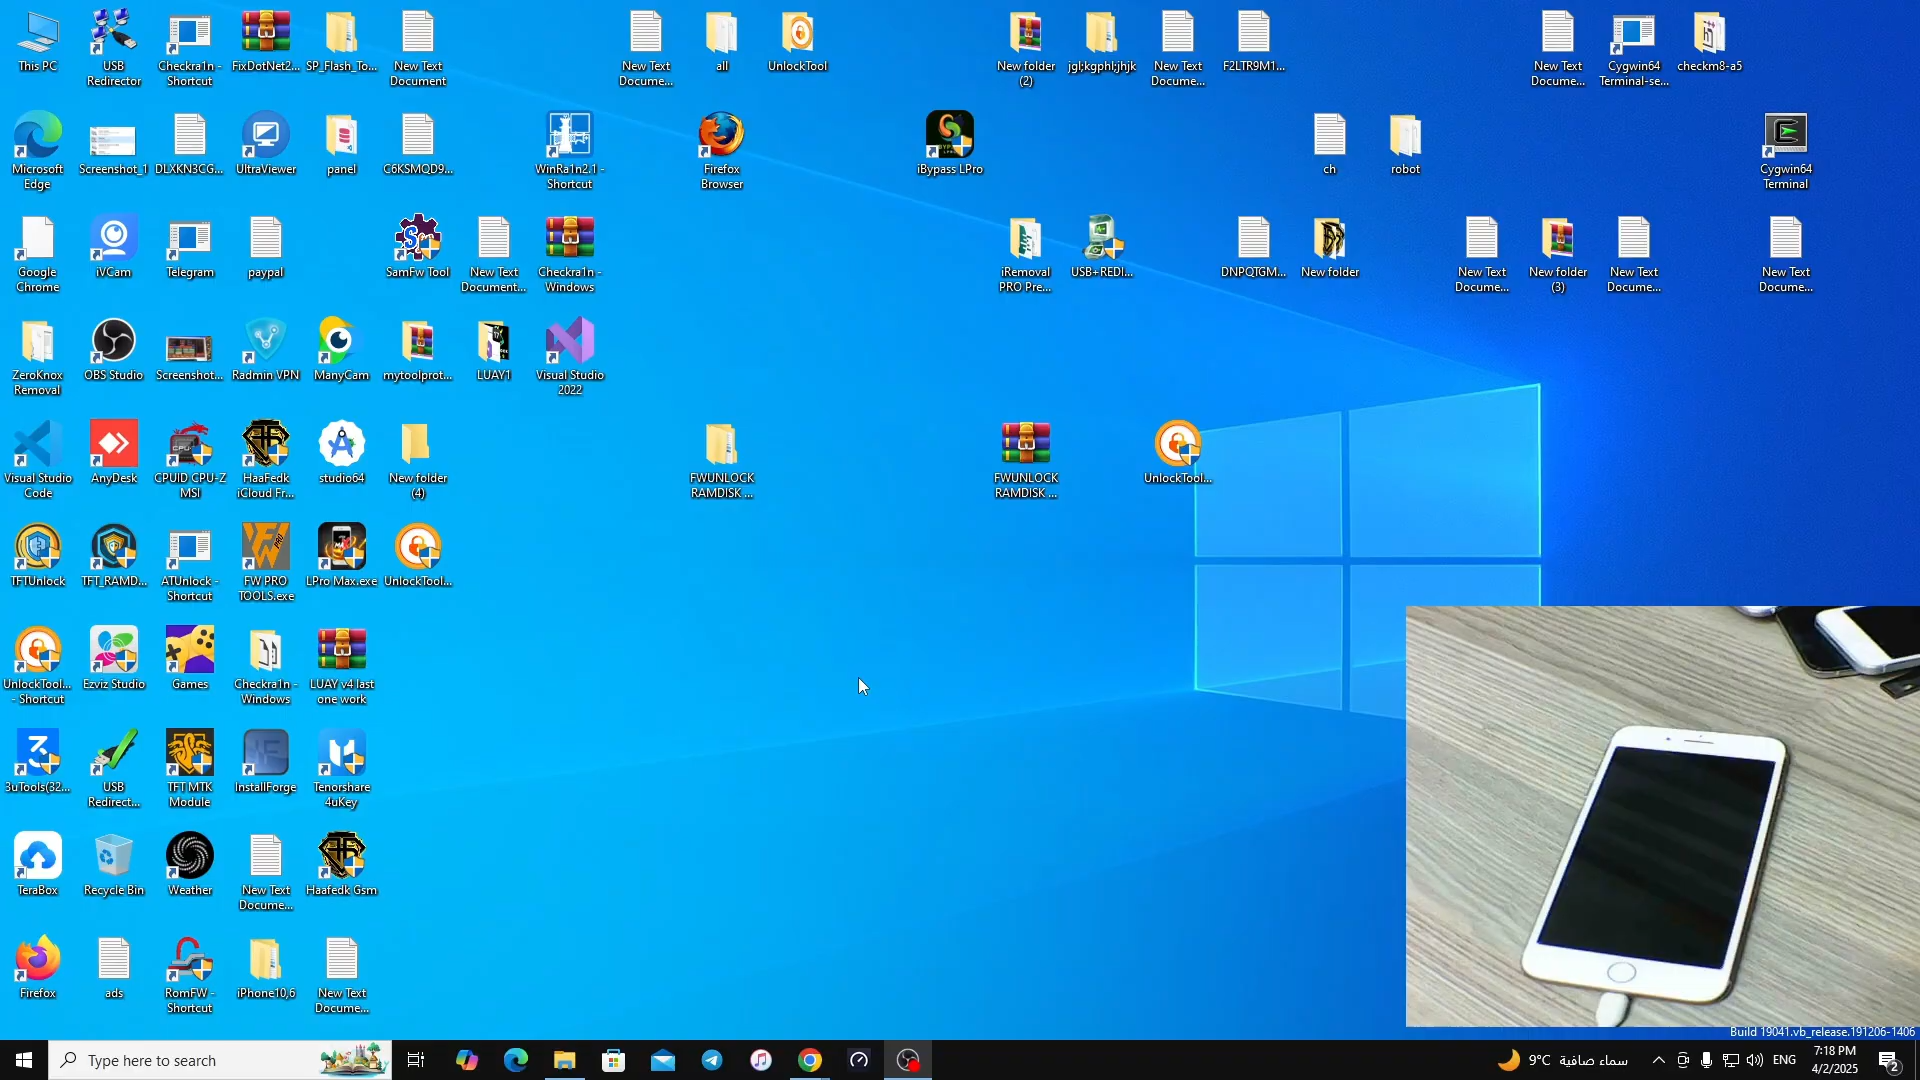 This PC
USB
Redirector
Checkra1n -
Shortcut
FixDotNet2...
SP_Flash_To...
New Text
Document
New Text
Docume...
all
UnlockTool
New folder
(2)
jgl;kgphl;jhjk
New Text
Docume...
F2LTR9M1...
New Text
Docume...
Cygwin64
Terminal-se...
checkm8-a5
Microsoft
Edge
Screenshot_1
DLXKN3CG...
UltraViewer
panel
C6KSMQD9...
WinRa1n2.1 -
Shortcut
Firefox
Browser
iBypass LPro
ch
robot
Cygwin64
Terminal
Google
Chrome
iVCam
Telegram
paypal
SamFw Tool
New Text
Document...
Checkra1n -
Windows
iRemoval
PRO Pre...
USB+REDI...
DNPQTGM...
New folder
New Text
Docume...
New folder
(3)
New Text
Docume...
New Text
Docume...
ZeroKnox
Removal
OBS Studio
Screenshot...
Radmin VPN
ManyCam
mytoolprot...
LUAY1
Visual Studio
2022
Visual Studio
Code
AnyDesk
CPUID CPU-Z
MSI
HaaFedk
iCloud Fr...
studio64
New folder
(4)
FWUNLOCK
RAMDISK ...
FWUNLOCK
RAMDISK ...
UnlockTool...
TFTUnlock
TFT_RAMD...
ATUnlock -
Shortcut
FW PRO
TOOLS.exe
LPro Max.exe
UnlockTool...
UnlockTool...
- Shortcut
Ezviz Studio
Games
Checkra1n -
Windows
LUAY v4 last
one work
3uTools(32...
USB
Redirect...
TFT MTK
Module
InstallForge
Tenorshare
4uKey
TeraBox
Recycle Bin
Weather
New Text
Docume...
Haafedk Gsm
Firefox
ads
RomFW -
Shortcut
iPhone10,6
New Text
Docume...
Build 19041.vb_release.191206-1406
Type here to search
9°C سماء صافية
ENG
7:18 PM
4/2/2025
2